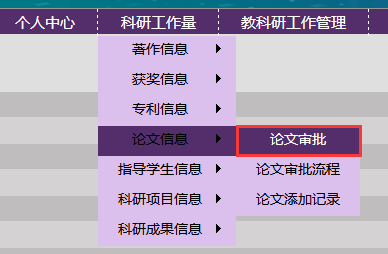 个人中心 科研工作量 教科研工作管理
著作信息
获奖信息
专利信息
论文信息 论文审批
指导学生信息 论文审批流程
科研项目信息 论文添加记录
科研成果信息